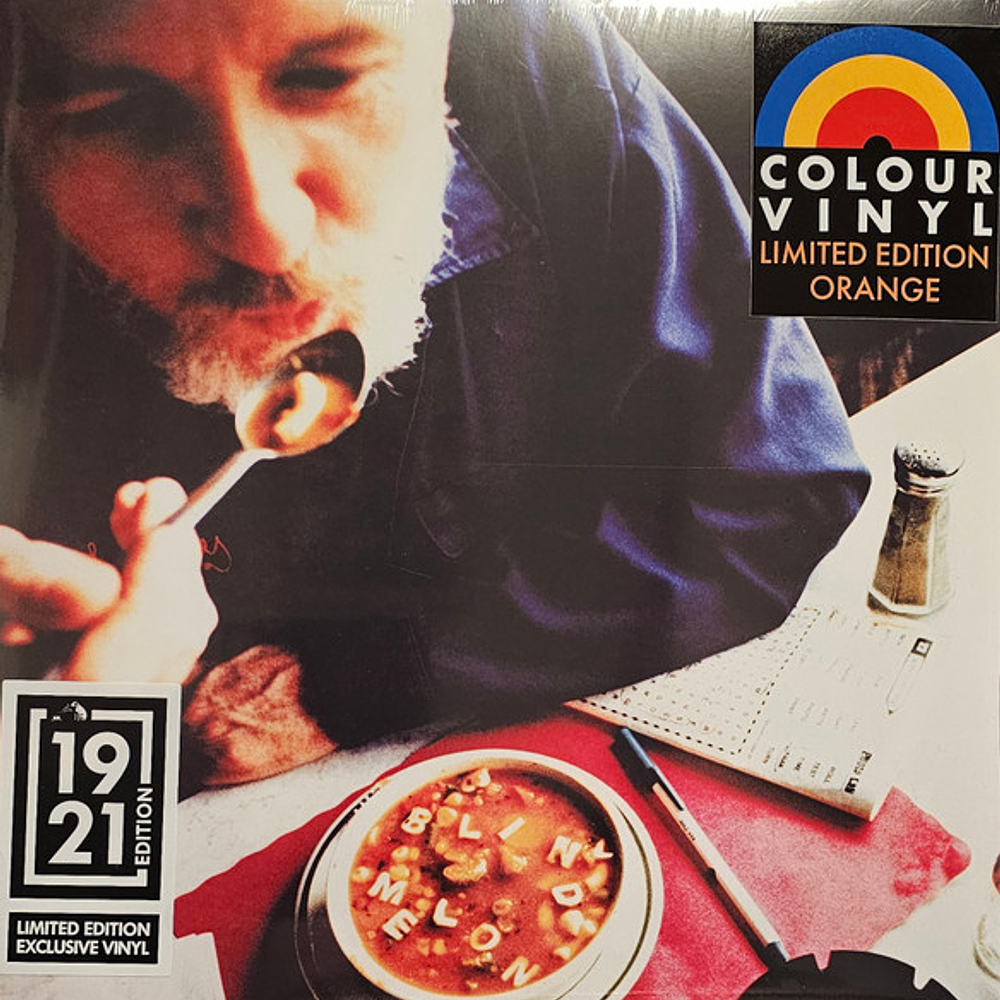 COLOUR
VINYL
LIMITED EDITION
ORANGE
19
21
EDITION
LIMITED EDITION
EXCLUSIVE VINYL
BLIND
MELON